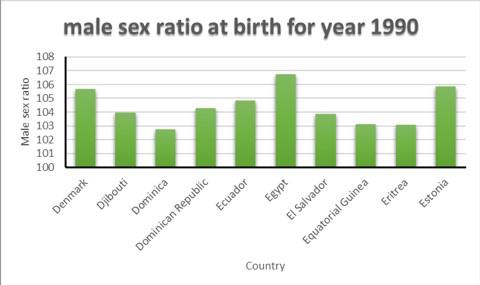 male sex ratio at birth for year 1990
Male sex ratio
108
107
106
105
104
103
102
101
100
Denmark
Djibouti
Dominica
Dominican Republic
Ecuador
Egypt
El Salvador
Equatorial Guinea
Eritrea
Estonia
Country